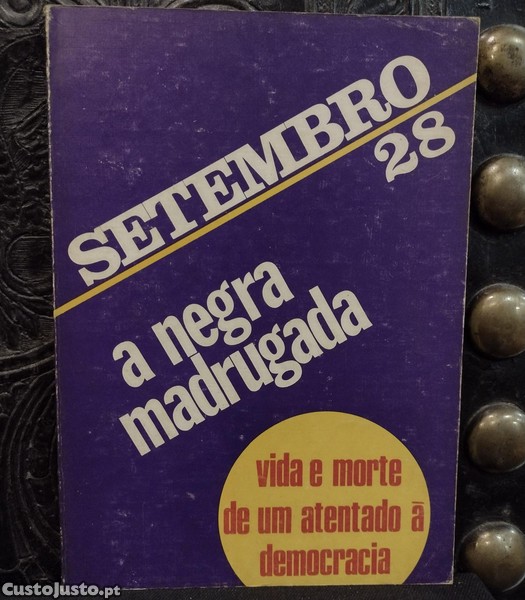 SETEMBRO
28
a negra
madrugada
vida e morte
de um atentado à
democracia
CustoJusto.pt